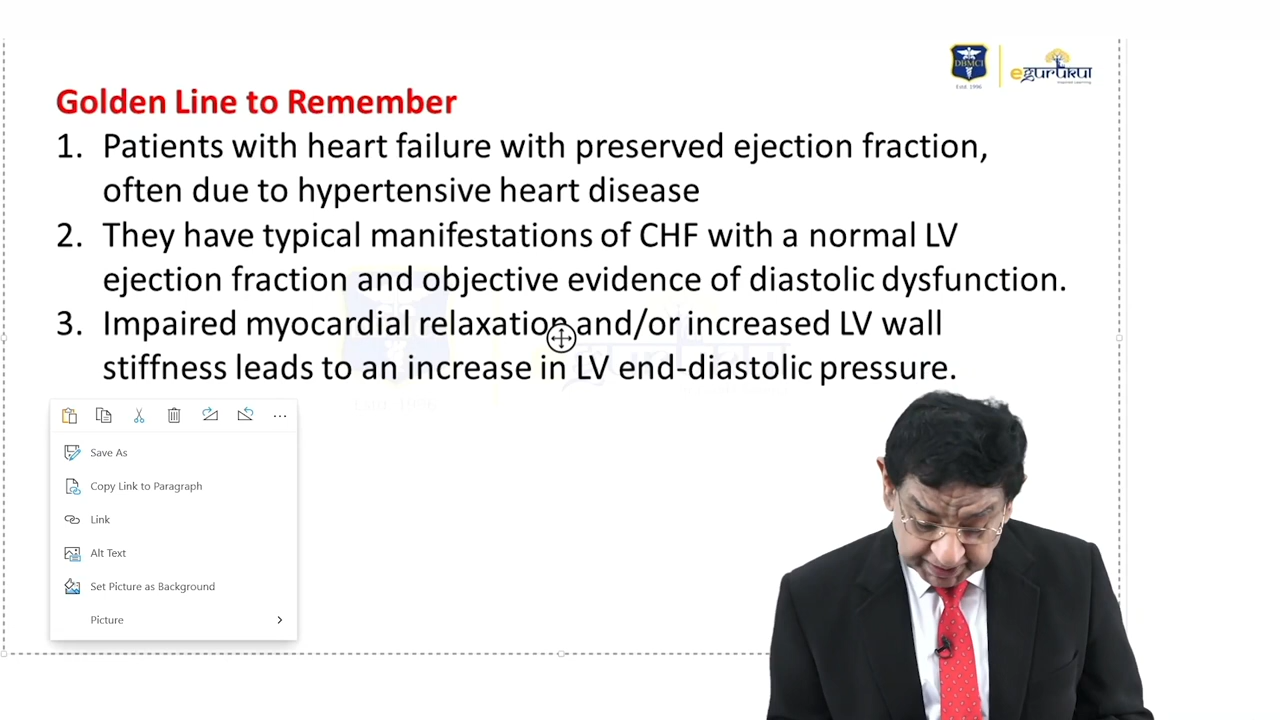 DBMCI
Estd. 1996
egurukul
Golden Line to Remember
1. Patients with heart failure with preserved ejection fraction,
often due to hypertensive heart disease
2. They have typical manifestations of CHF with a normal LV
ejection fraction and objective evidence of diastolic dysfunction.
3. Impaired myocardial relaxation and/or increased LV wall
stiffness leads to an increase in LV end-diastolic pressure.
Save As
Copy Link to Paragraph
Link
Alt Text
Set Picture as Background
Picture